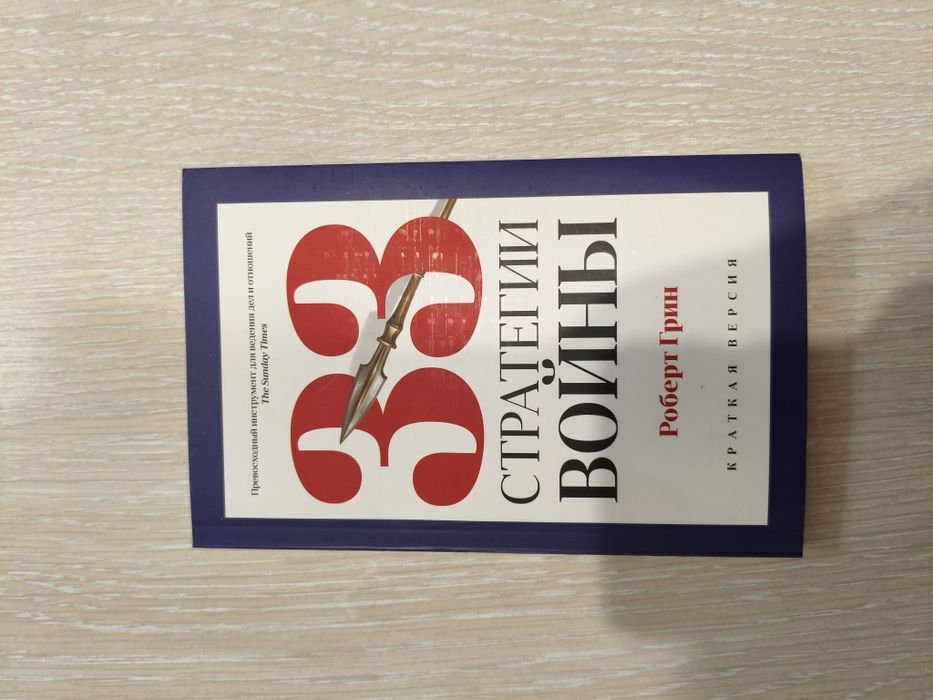 Превосходный инструмент для ведения дел и отношений
The Sunday Times
33
СТРАТЕГИИ
ВОЙНЫ
Роберт Грин
КРАТКАЯ ВЕРСИЯ